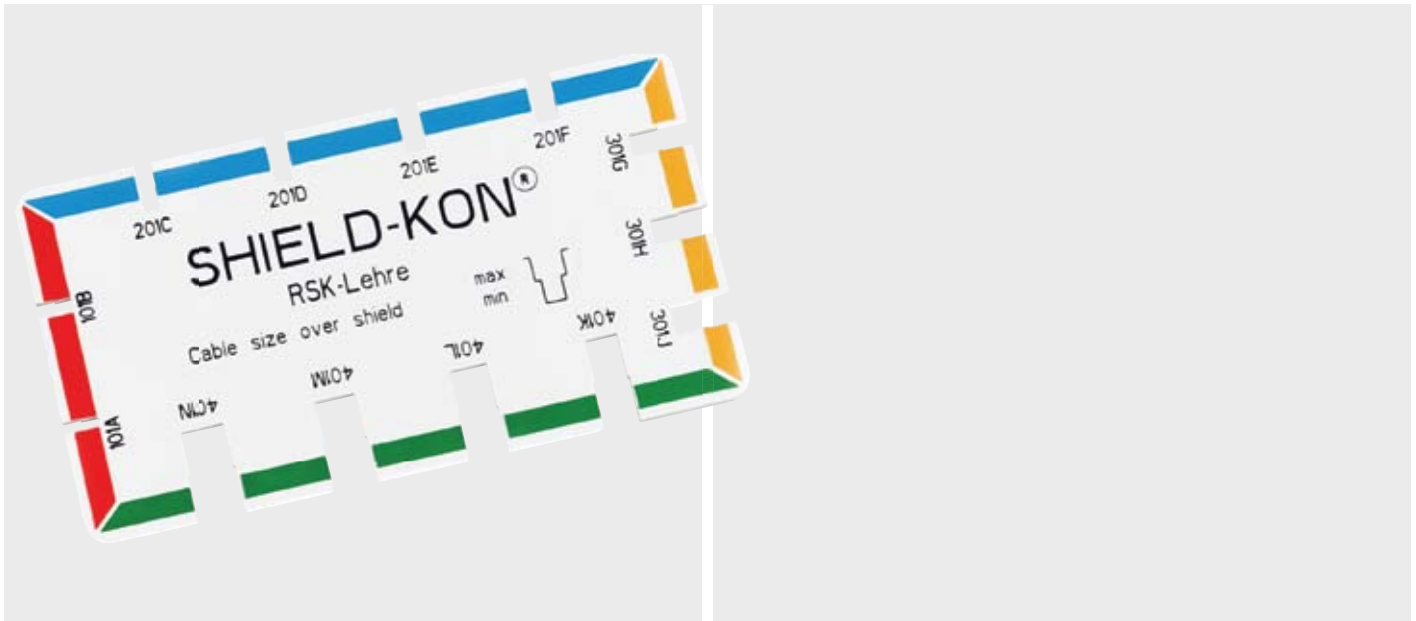 201C
201D
201E
201F
301G
301H
301J
SHIELD-KON®
RSK-Lehre
Cable size over shield
max
min
101B
101A
401N
401M
401L
401K